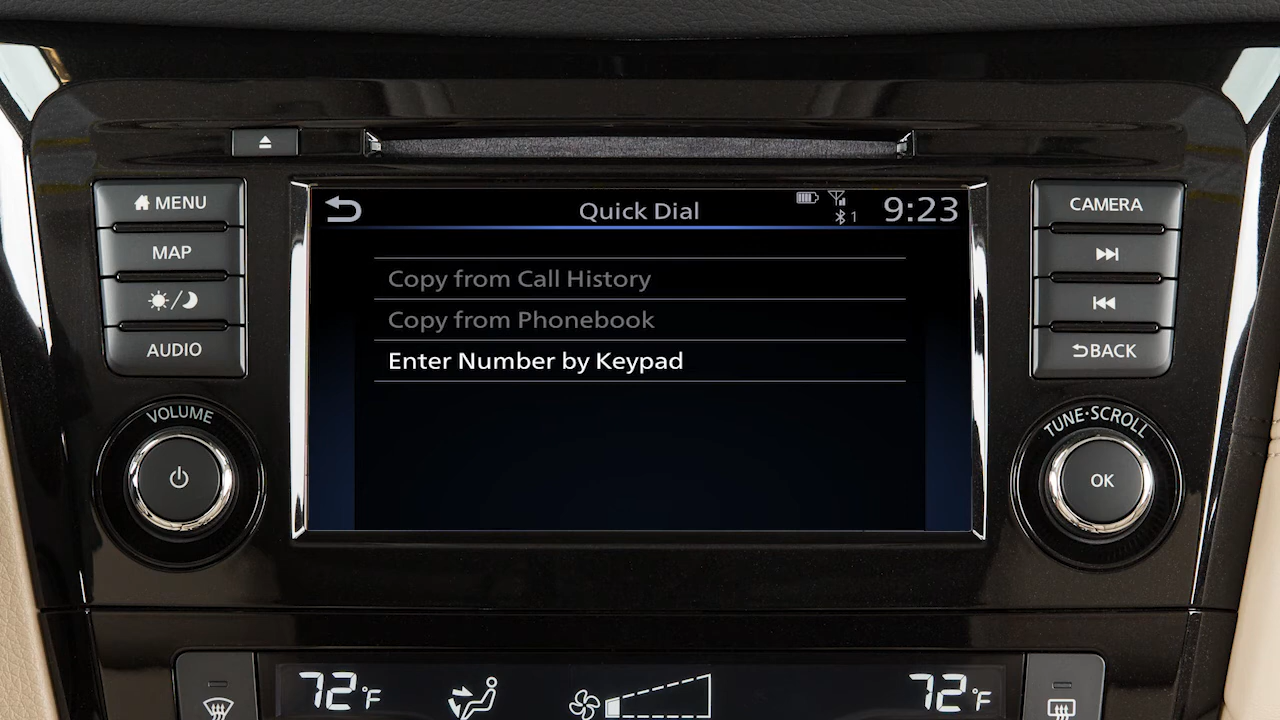 MENU
MAP
AUDIO
VOLUME
Quick Dial
1
9:23
Copy from Call History
Copy from Phonebook
Enter Number by Keypad
CAMERA
BACK
TUNE·SCROLL
OK
72°F
72°F